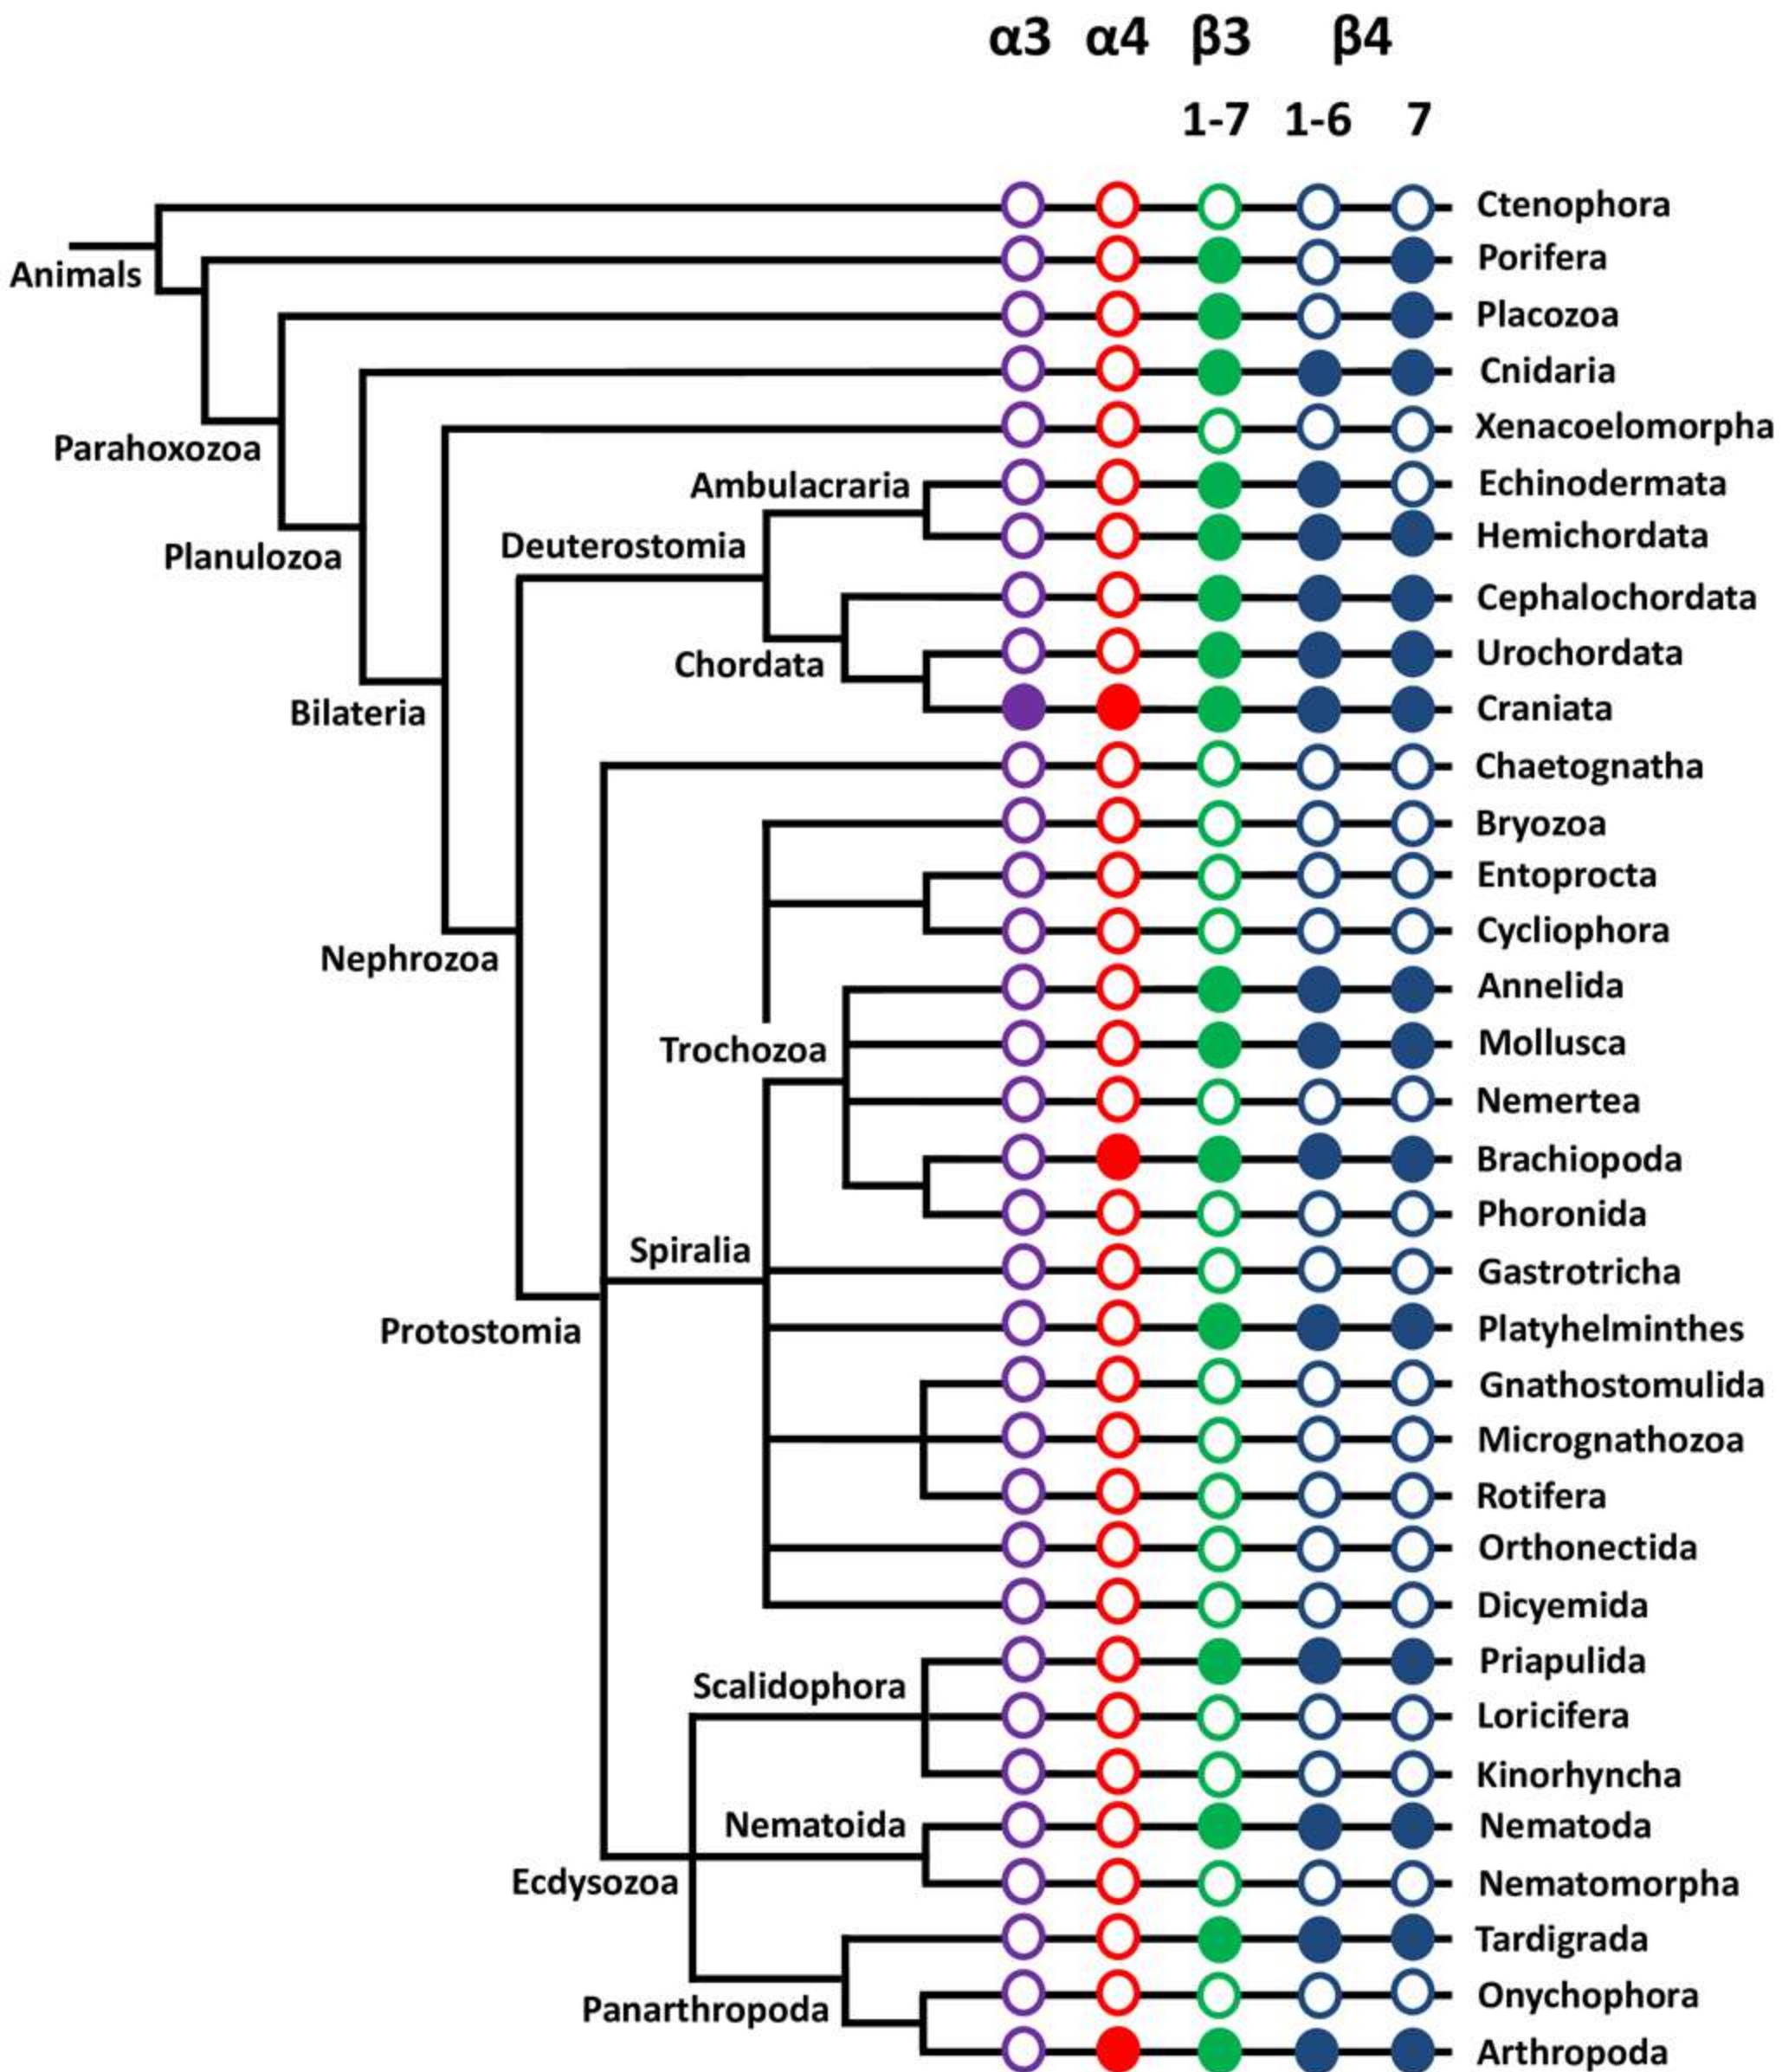 α3 α4 β3 β4
1-7 1-6 7
Ctenophora
Animals
Porifera
Placozoa
Cnidaria
Parahoxozoa
Xenacoelomorpha
Ambulacraria
Echinodermata
Planulozoa
Deuterostomia
Hemichordata
Cephalochordata
Chordata
Urochordata
Bilateria
Craniata
Chaetognatha
Bryozoa
Entoprocta
Nephrozoa
Cycliophora
Annelida
Trochozoa
Mollusca
Nemertea
Brachiopoda
Phoronida
Spiralia
Gastrotricha
Protostomia
Platyhelminthes
Gnathostomulida
Micrognathozoa
Rotifera
Orthonectida
Dicyemida
Priapulida
Scalidophora
Loricifera
Kinorhyncha
Nematoida
Nematoda
Ecdysozoa
Nematomorpha
Tardigrada
Panarthropoda
Onychophora
Arthropoda